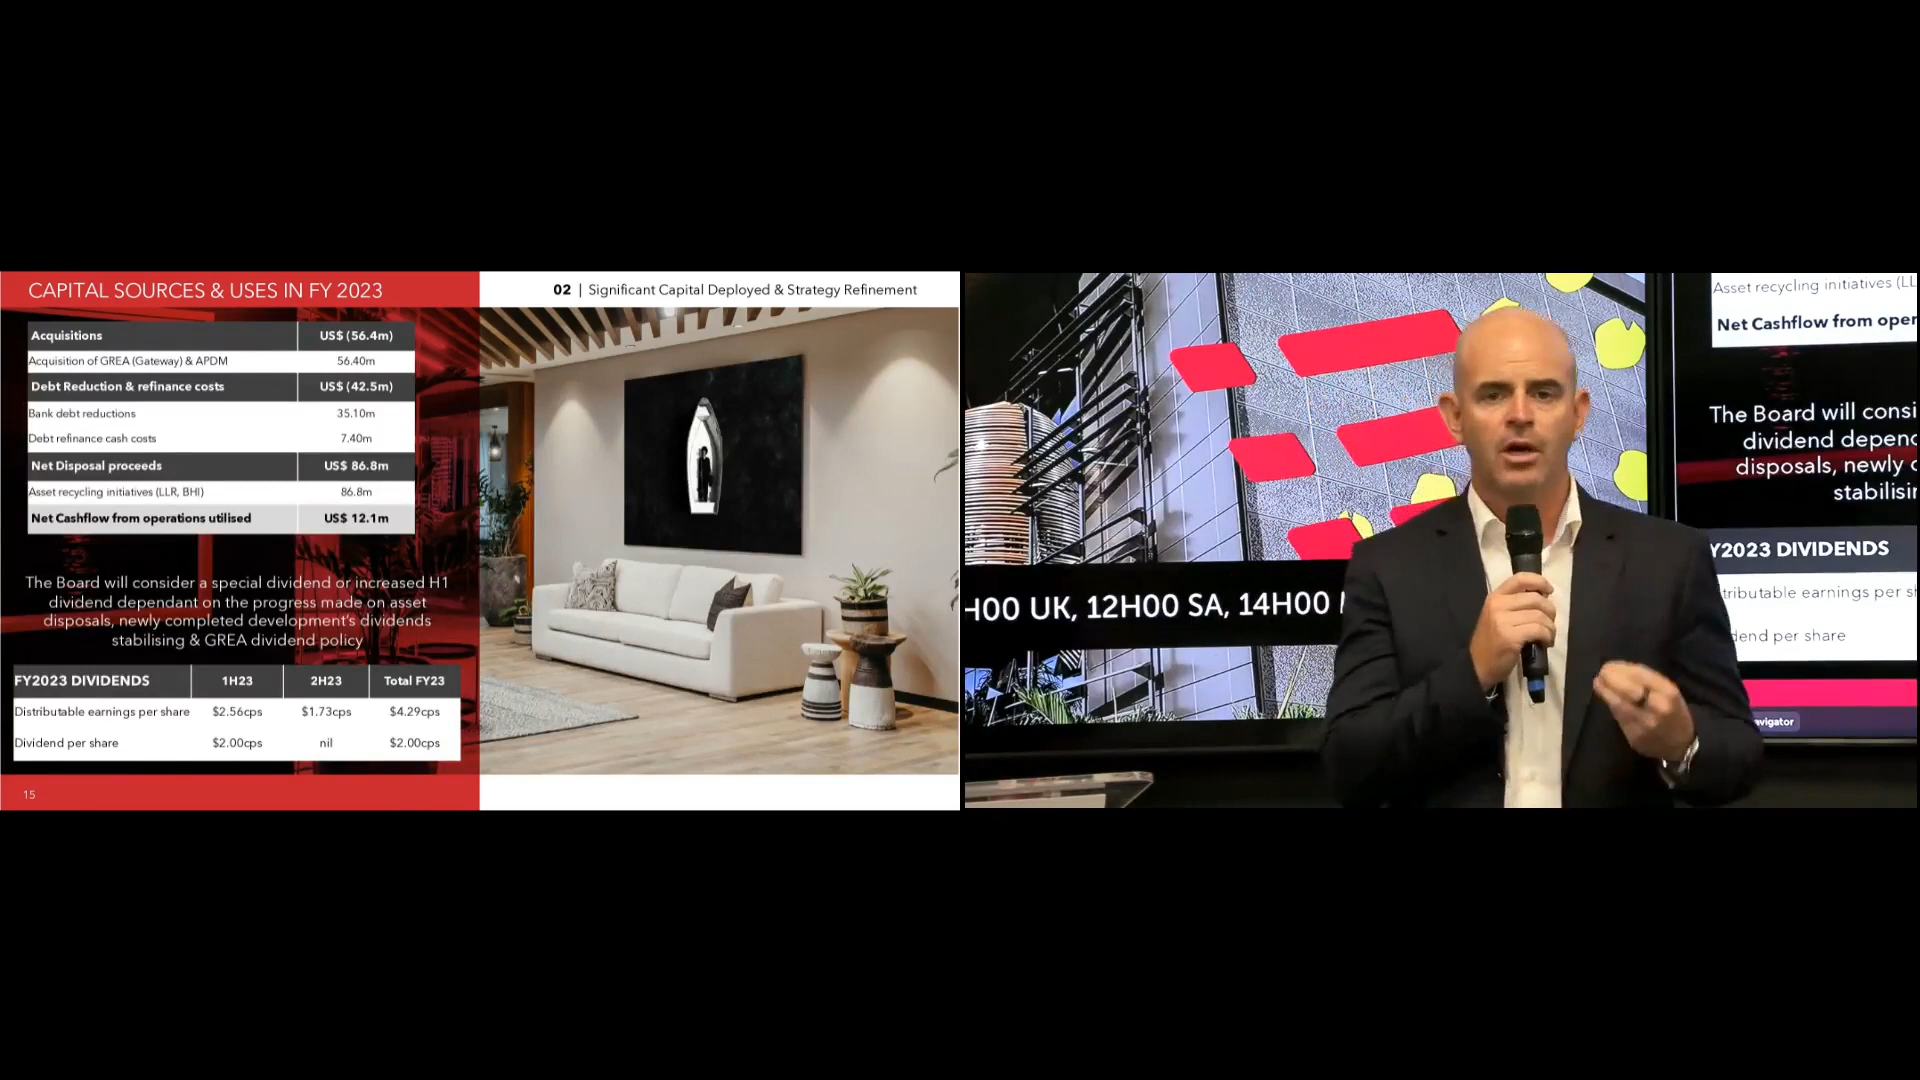 CAPITAL SOURCES & USES IN FY 2023
02 | Significant Capital Deployed & Strategy Refinement
Acquisitions US$ (56.4m)
Acquisition of GREA (Gateway) & APDM 56.40m
Debt Reduction & refinance costs US$ (42.5m)
Bank debt reductions 35.10m
Debt refinance cash costs 7.40m
Net Disposal proceeds US$ 86.8m
Asset recycling initiatives (LLR, BHI) 86.8m
Net Cashflow from operations utilised US$ 12.1m
The Board will consider a special dividend or increased H1
dividend dependant on the progress made on asset
disposals, newly completed development's dividends
stabilising & GREA dividend policy
FY2023 DIVIDENDS 1H23 2H23 Total FY23
Distributable earnings per share $2.56cps $1.73cps $4.29cps
Dividend per share $2.00cps nil $2.00cps
15
H00 UK, 12H00 SA, 14H00
Asset recycling initiatives (LL
Net Cashflow from oper
The Board will consi
dividend depend
disposals, newly c
stabilisin
Y2023 DIVIDENDS
tributable earnings per sh
dend per share
avigator